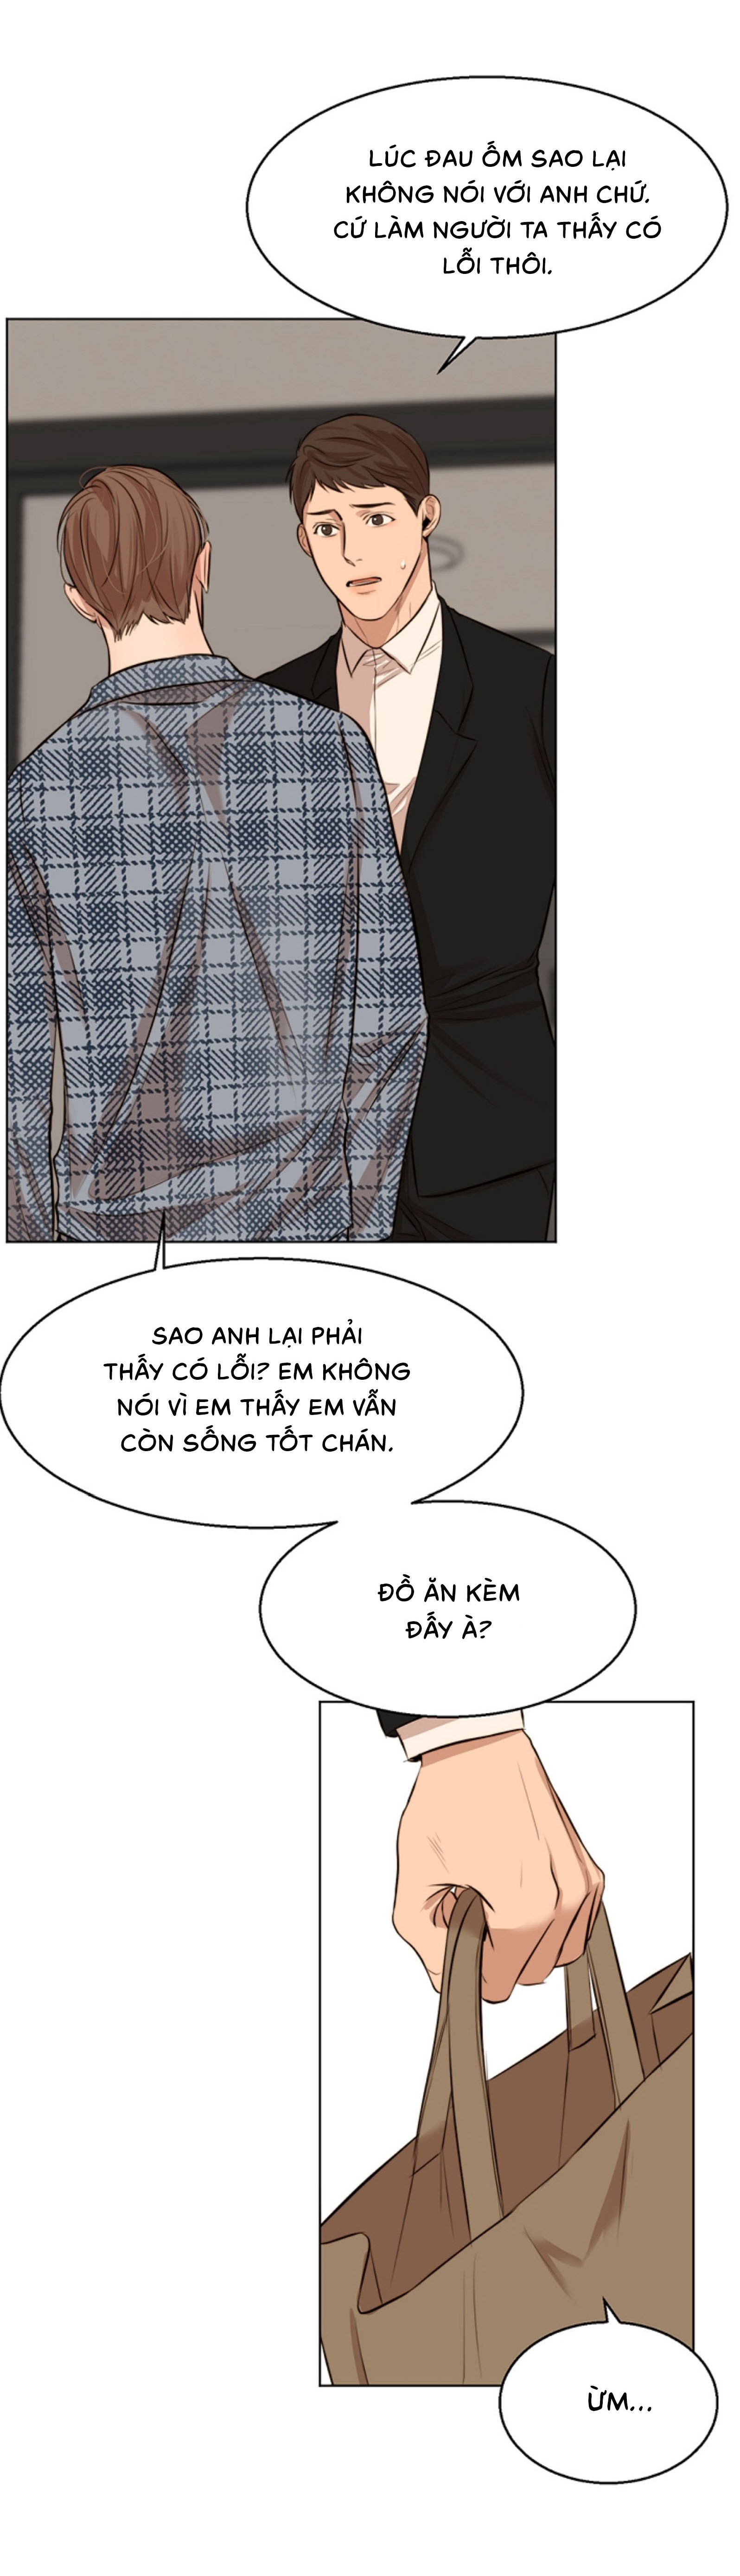 LÚC ĐAU ỐM SAO LẠI
KHÔNG NÓI VỚI ANH CHỨ.
CỨ LÀM NGƯỜI TA THẤY CÓ
LỖI THÔI.
SAO ANH LẠI PHẢI
THẤY CÓ LỖI? EM KHÔNG
NÓI VÌ EM THẤY EM VẪN
CÒN SỐNG TỐT CHÁN.
ĐỒ ĂN KÈM
ĐẤY À?
ỪM...